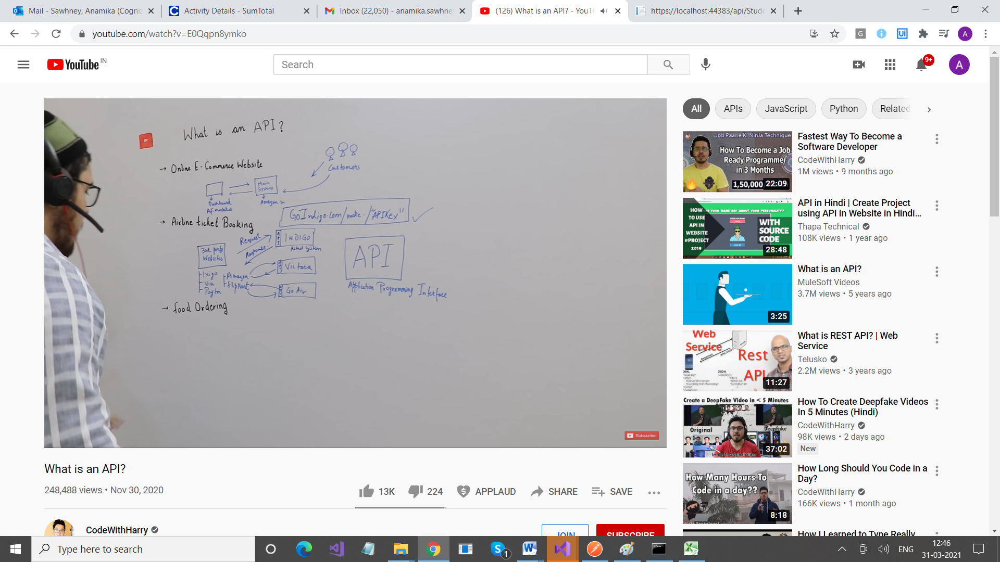 Mail - Sawhney, Anamika (Cogniz
Activity Details - SumTotal
Inbox (22,050) - anamika.sawhney
(126) What is an API? - YouTu
https://localhost:44383/api/Stude
youtube.com/watch?v=E0Qqpn8ymko
YouTube IN
Search
9+
A
What is an API?
→ Online E-Commerce Website
Customers
Main Systems
Dashboard
Amazon.in
→ Airline ticket Booking
GoIndigo.com/make./"APIKEY"
Request
Response
API INDIGO
Actual System
3rd party Websites
API
Vistara
Ixigo
Amazon
Via
Flipkart
Paytm
Go Air
Application Programming Interface
→ Food Ordering
Subscribe
What is an API?
248,488 views • Nov 30, 2020
13K
224
APPLAUD
SHARE
SAVE
CodeWithHarry
JOIN
SUBSCRIBE
All
APIs
JavaScript
Python
Related
Job Paane Ki NinJa Technique
How To Become a Job
Ready Programmer
in 3 Months
1,50,000
22:09
Fastest Way To Become a
Software Developer
CodeWithHarry
1M views • 9 months ago
HOW
TO USE
API IN
WEBSITE
#PROJECT
2019
WITH
SOURCE
CODE
28:48
API in Hindi | Create Project
using API in Website in Hindi...
Thapa Technical
108K views • 1 year ago
3:25
What is an API?
MuleSoft Videos
3.7M views • 5 years ago
Web
Service
Rest
API
XML
JSON
11:27
What is REST API? | Web
Service
Telusko
2.2M views • 3 years ago
Create a DeepFake Video in < 5 Minutes
Original
Deepfake
Image To Original Video
37:02
How To Create Deepfake Videos
In 5 Minutes (Hindi)
CodeWithHarry
98K views • 2 days ago
New
How Many Hours To
Code in a day??
8:18
How Long Should You Code in a
Day?
CodeWithHarry
166K views • 1 month ago
How I Learned to Type Really
Type here to search
1
ENG
12:46
31-03-2021